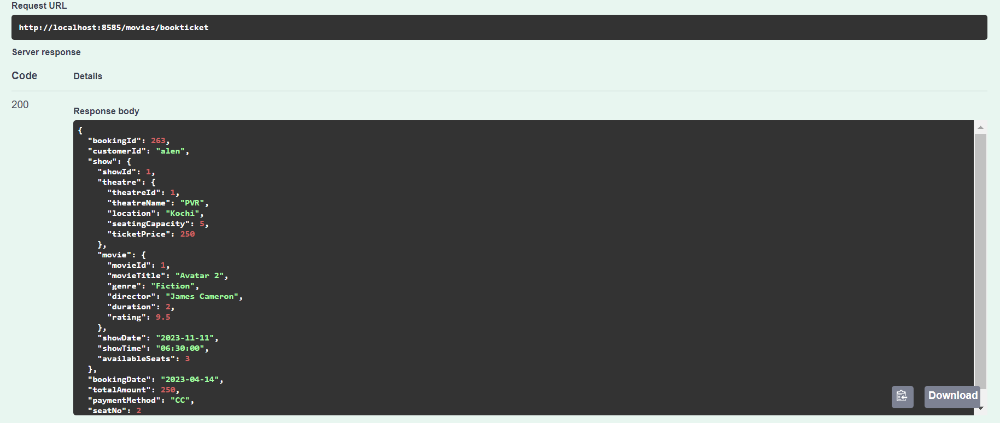 Request URL
http://localhost:8585/movies/bookticket
Server response
Code Details
200
Response body
{
  "bookingId": 263,
  "customerId": "alen",
  "show": {
    "showId": 1,
    "theatre": {
      "theatreId": 1,
      "theatreName": "PVR",
      "location": "Kochi",
      "seatingCapacity": 5,
      "ticketPrice": 250
    },
    "movie": {
      "movieId": 1,
      "movieTitle": "Avatar 2",
      "genre": "Fiction",
      "director": "James Cameron",
      "duration": 2,
      "rating": 9.5
    },
    "showDate": "2023-11-11",
    "showTime": "06:30:00",
    "availableSeats": 3
  },
  "bookingDate": "2023-04-14",
  "totalAmount": 250,
  "paymentMethod": "CC",
  "seatNo": 2
Download